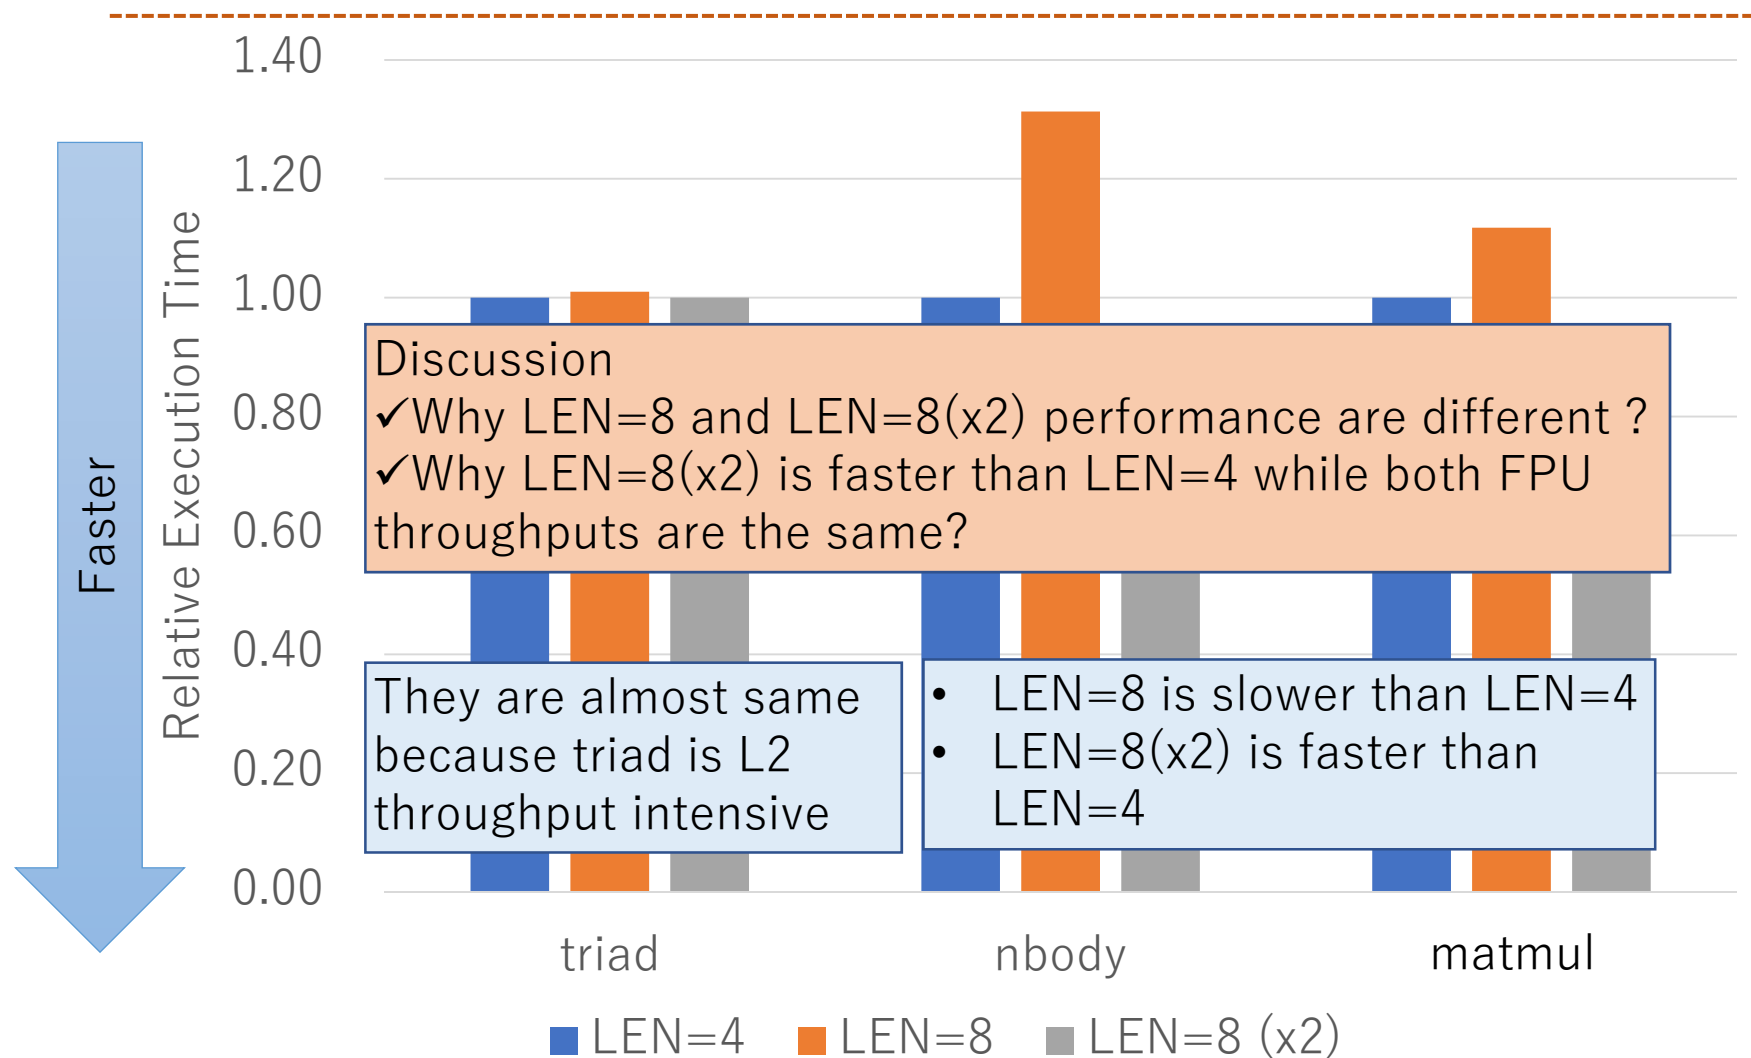 Faster
Relative Execution Time
1.40
1.20
1.00
0.80
0.60
0.40
0.20
0.00
Discussion
✓Why LEN=8 and LEN=8(x2) performance are different ?
✓Why LEN=8(x2) is faster than LEN=4 while both FPU
throughputs are the same?
They are almost same
because triad is L2
throughput intensive
• LEN=8 is slower than LEN=4
• LEN=8(x2) is faster than
LEN=4
triad
nbody
matmul
LEN=4
LEN=8
LEN=8 (x2)